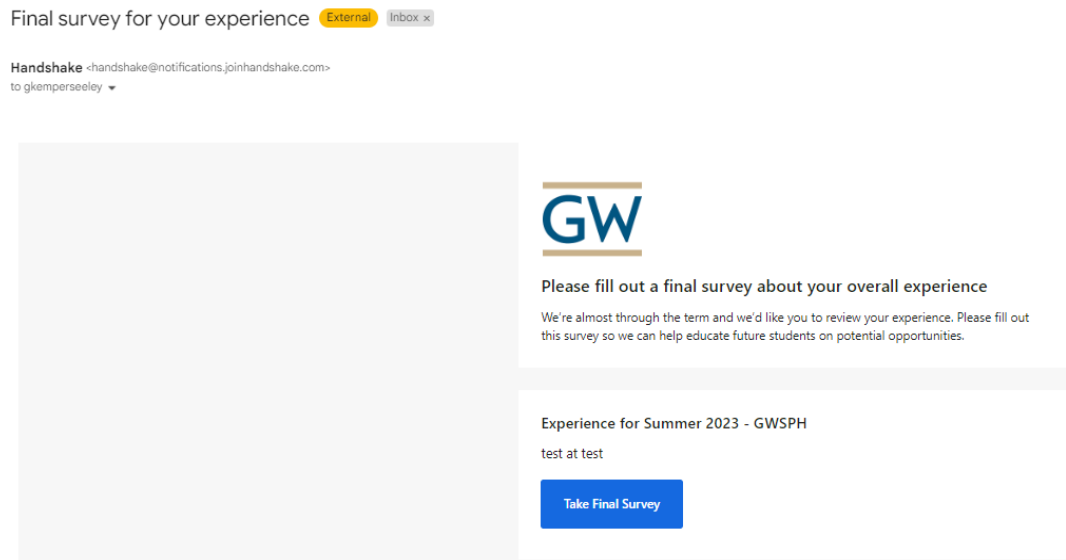 Final survey for your experience External Inbox ×
Handshake <handshake@notifications.joinhandshake.com>
to gkemperseeley
GW
Please fill out a final survey about your overall experience
We're almost through the term and we'd like you to review your experience. Please fill out
this survey so we can help educate future students on potential opportunities.
Experience for Summer 2023 - GWSPH
test at test
Take Final Survey